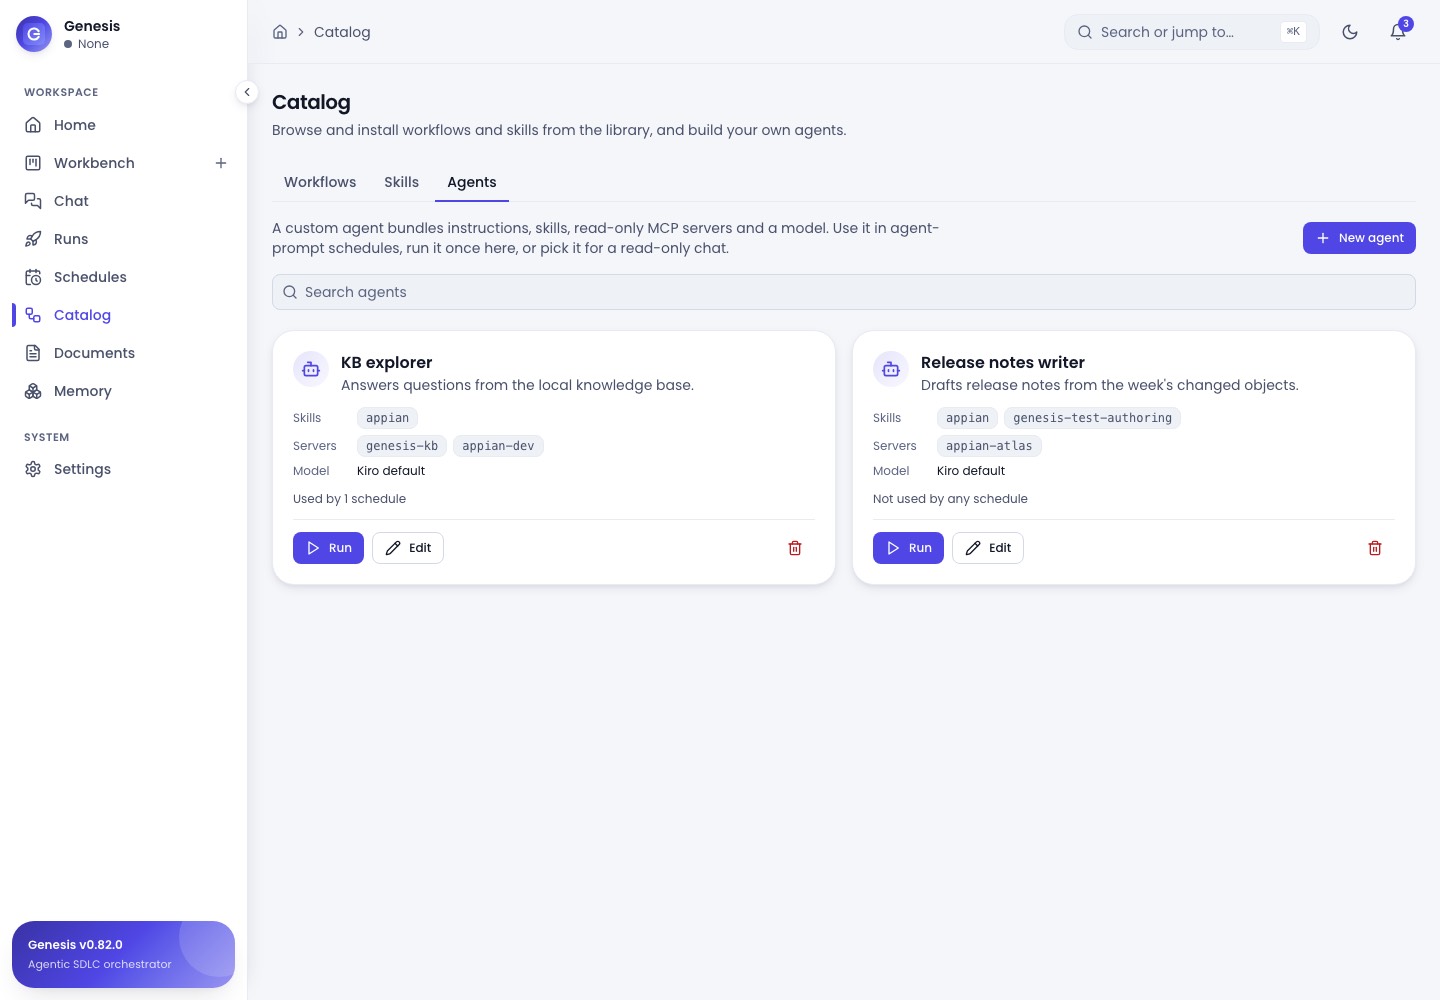 Genesis
None
WORKSPACE
Home
Workbench
Chat
Runs
Schedules
Catalog
Documents
Memory
SYSTEM
Settings
Genesis v0.82.0
Agentic SDLC orchestrator
Catalog
Search or jump to…
⌘K
3
Catalog
Browse and install workflows and skills from the library, and build your own agents.
Workflows
Skills
Agents
A custom agent bundles instructions, skills, read-only MCP servers and a model. Use it in agent-
prompt schedules, run it once here, or pick it for a read-only chat.
New agent
Search agents
KB explorer
Answers questions from the local knowledge base.
Skills appian
Servers genesis-kb appian-dev
Model Kiro default
Used by 1 schedule
Run Edit
Release notes writer
Drafts release notes from the week's changed objects.
Skills appian genesis-test-authoring
Servers appian-atlas
Model Kiro default
Not used by any schedule
Run Edit